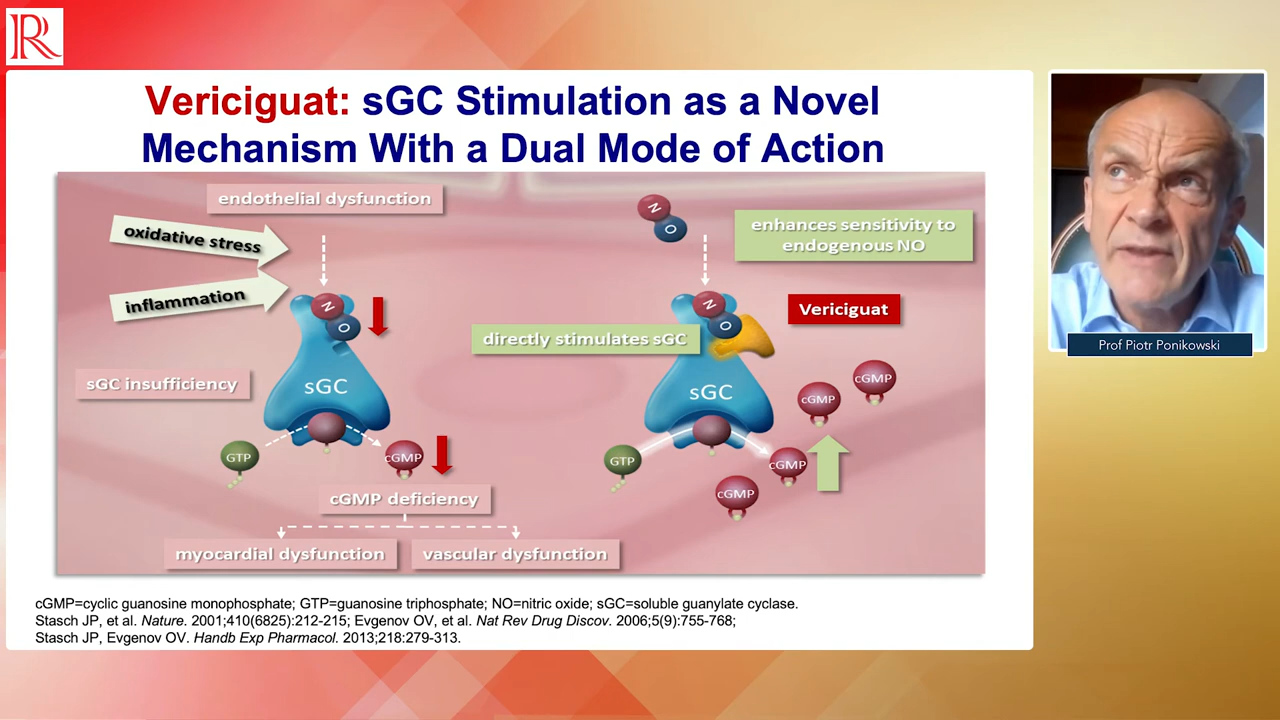 R
Vericiguat: sGC Stimulation as a Novel
Mechanism With a Dual Mode of Action
endothelial dysfunction
oxidative stress
inflammation
N
O
sGC insufficiency
sGC
GTP
cGMP
cGMP deficiency
myocardial dysfunction
vascular dysfunction
N
O
enhances sensitivity to
endogenous NO
N
O
Vericiguat
directly stimulates sGC
sGC
cGMP
cGMP
GTP
cGMP
cGMP
cGMP=cyclic guanosine monophosphate; GTP=guanosine triphosphate; NO=nitric oxide; sGC=soluble guanylate cyclase.
Stasch JP, et al. Nature. 2001;410(6825):212-215; Evgenov OV, et al. Nat Rev Drug Discov. 2006;5(9):755-768;
Stasch JP, Evgenov OV. Handb Exp Pharmacol. 2013;218:279-313.
Prof Piotr Ponikowski